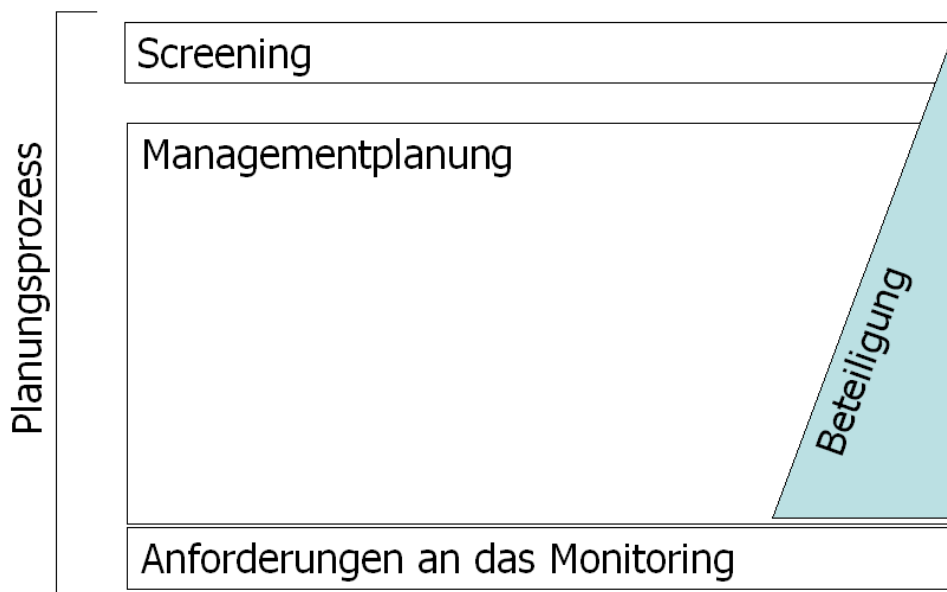 Planungsprozess
Screening
Managementplanung
Beteiligung
Anforderungen an das Monitoring